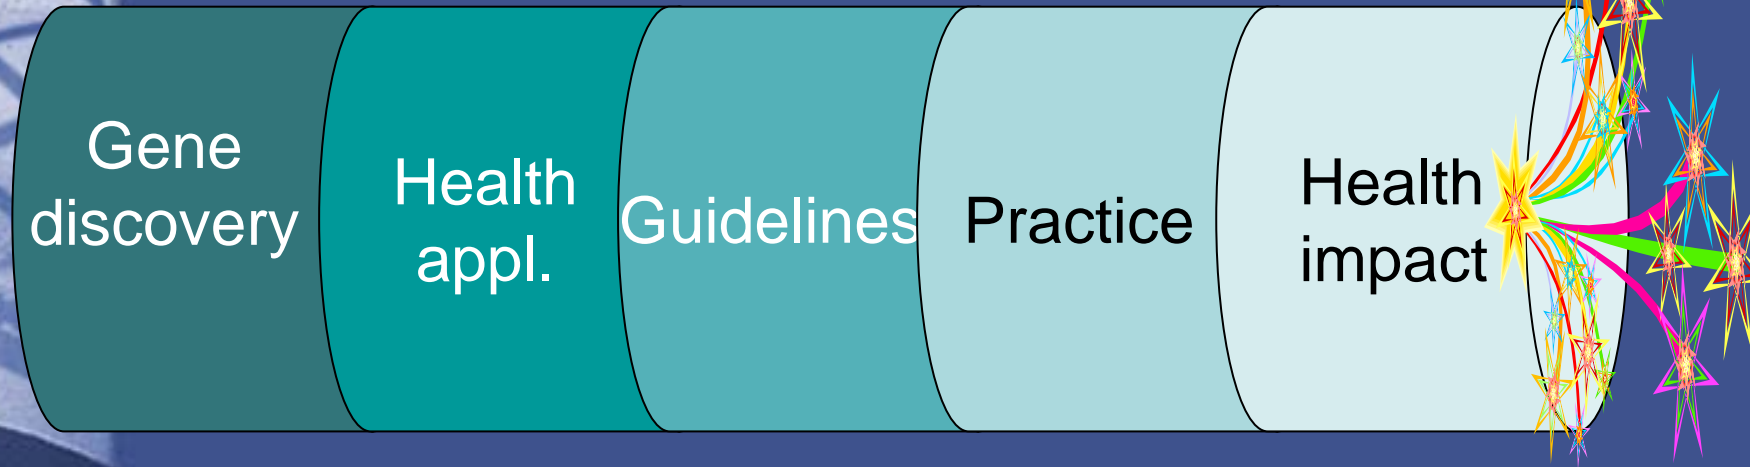 Gene
discovery
Health
appl.
Guidelines
Practice
Health
impact